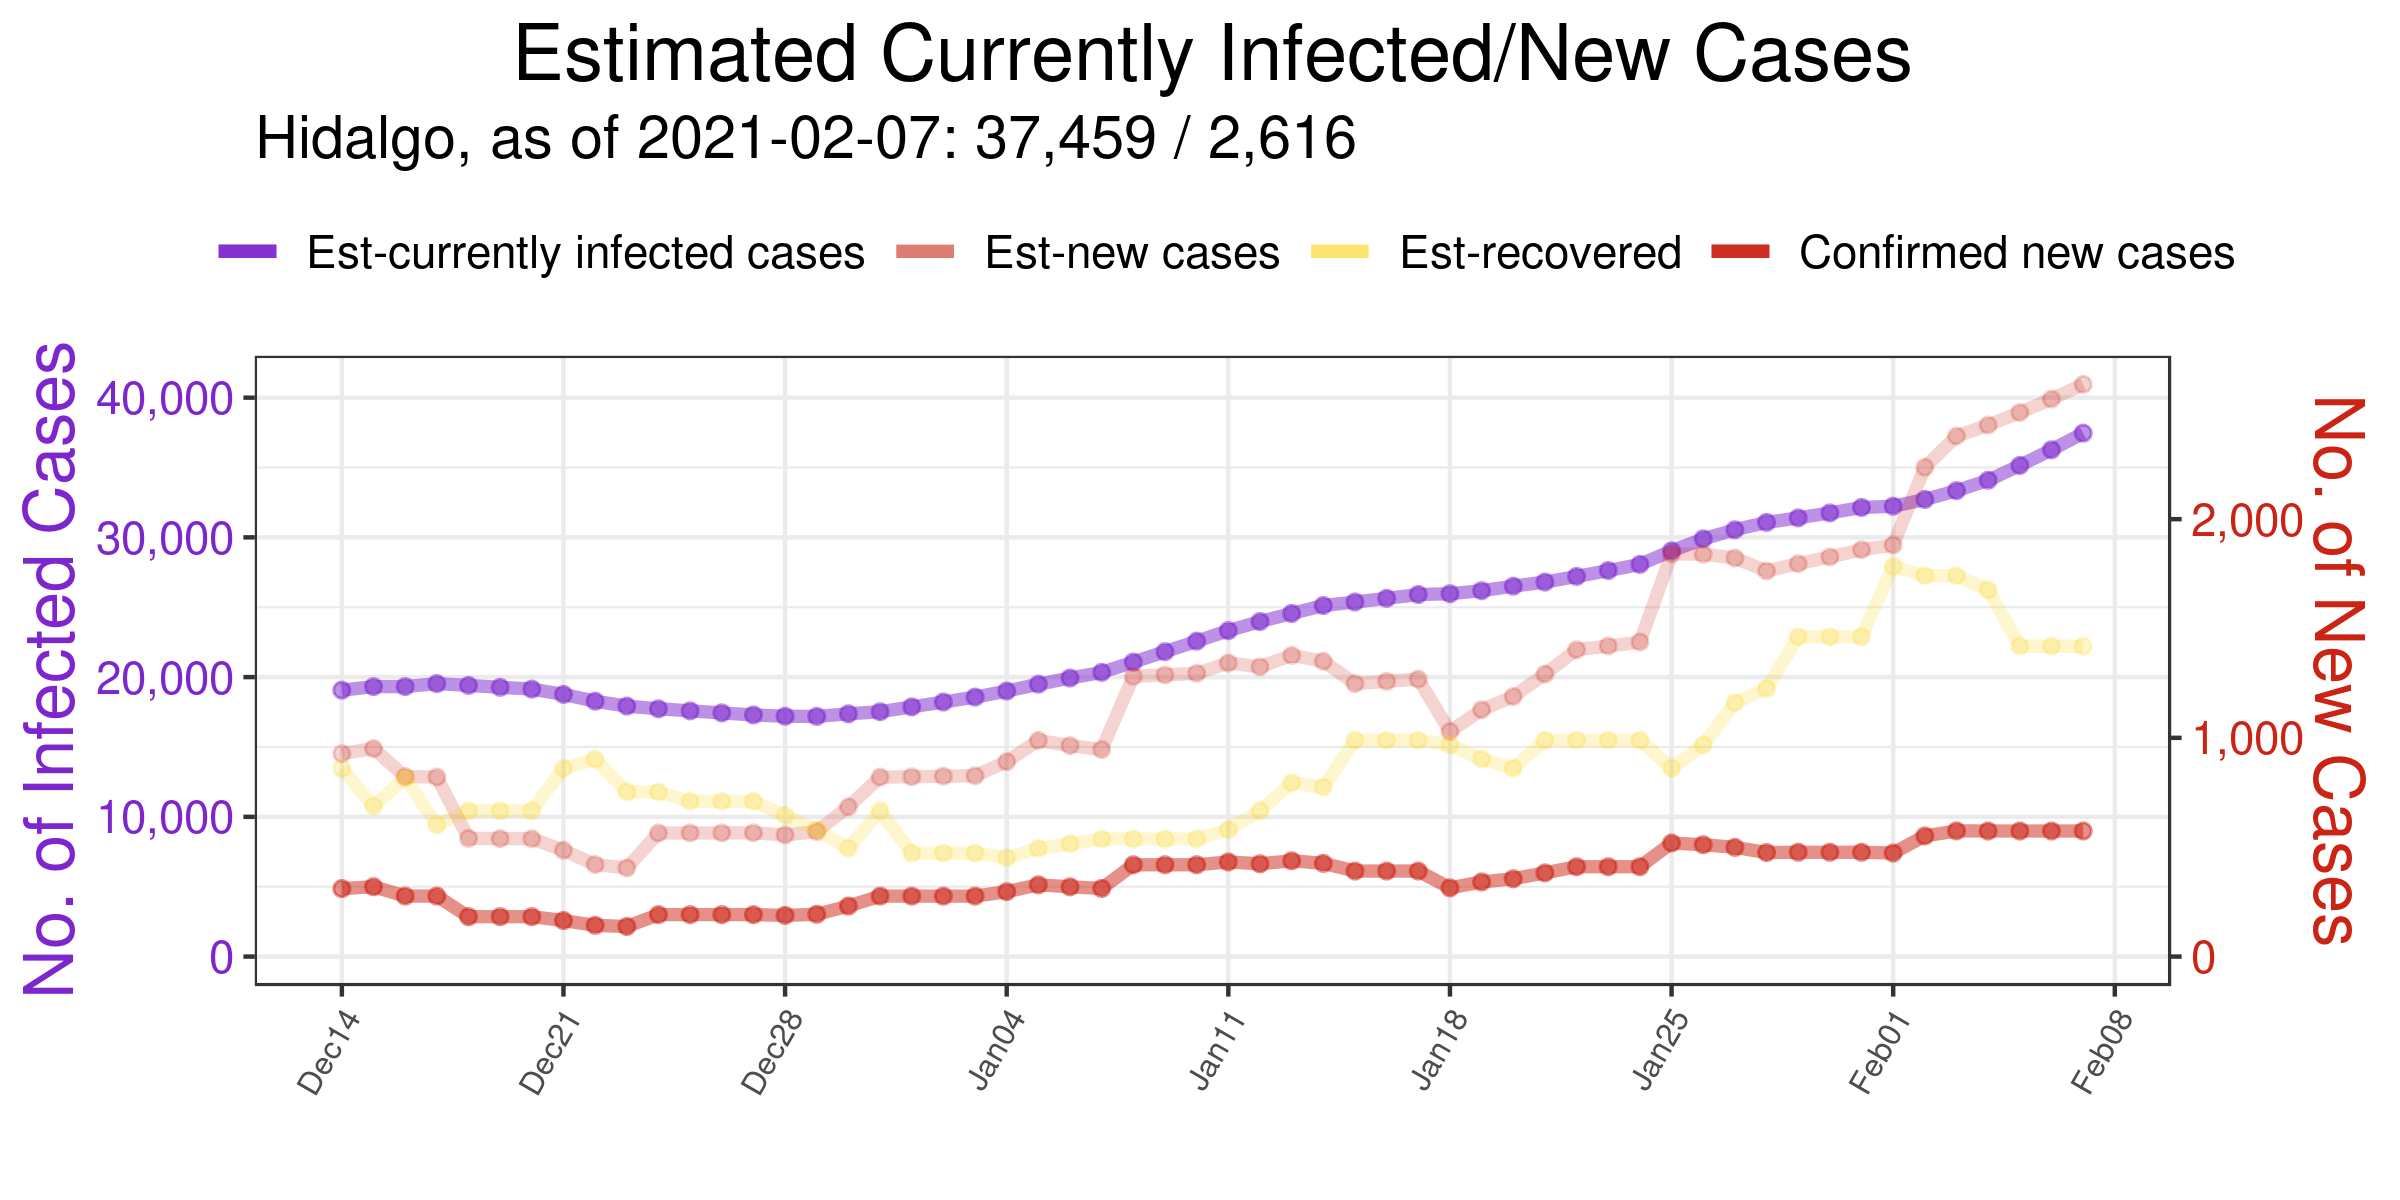 Estimated Currently Infected/New Cases
Hidalgo, as of 2021-02-07: 37,459 / 2,616
Est-currently infected cases Est-new cases Est-recovered Confirmed new cases
No. of Infected Cases
40,000
30,000
20,000
10,000
0
2,000
1,000
0
No. of New Cases
Dec14 Dec21 Dec28 Jan04 Jan11 Jan18 Jan25 Feb01 Feb08